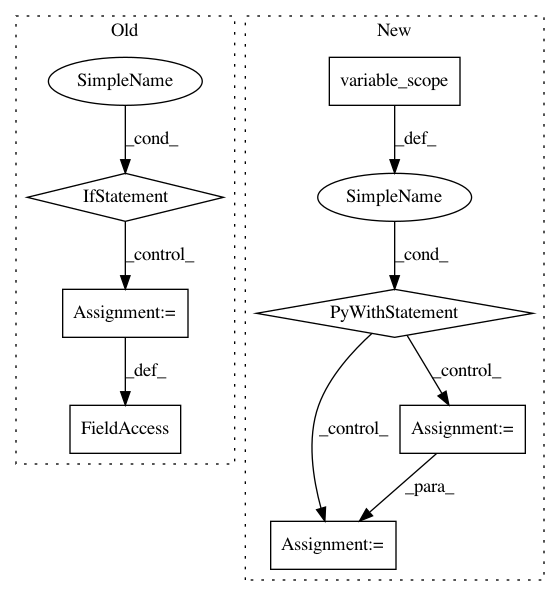 Old
SimpleName
_cond_
IfStatement
_control_
Assignment:=
_def_
FieldAccess
New
variable_scope
_def_
SimpleName
_cond_
PyWithStatement
_control_
_control_
Assignment:=
_para_
Assignment:=